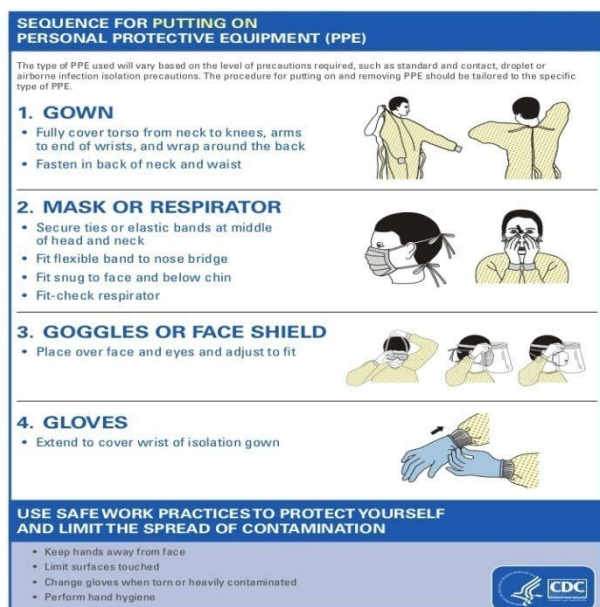 SEQUENCE FOR PUTTING ON
PERSONAL PROTECTIVE EQUIPMENT (PPE)
The type of PPE used will vary based on the level of precautions required, such as standard and contact, droplet or
airborne infection isolation precautions. The procedure for putting on and removing PPE should be tailored to the specific
type of PPE.
1. GOWN
• Fully cover torso from neck to knees, arms
to end of wrists, and wrap around the back
• Fasten in back of neck and waist
2. MASK OR RESPIRATOR
• Secure ties or elastic bands at middle
of head and neck
• Fit flexible band to nose bridge
• Fit snug to face and below chin
• Fit-check respirator
3. GOGGLES OR FACE SHIELD
• Place over face and eyes and adjust to fit
4. GLOVES
• Extend to cover wrist of isolation gown
USE SAFE WORK PRACTICES TO PROTECT YOURSELF
AND LIMIT THE SPREAD OF CONTAMINATION
• Keep hands away from face
• Limit surfaces touched
• Change gloves when torn or heavily contaminated
• Perform hand hygiene
CDC